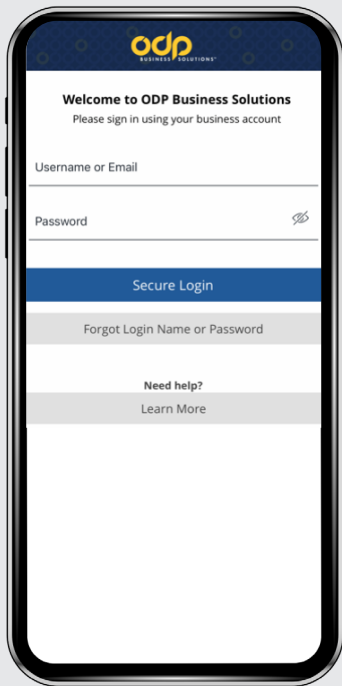 odp
BUSINESS SOLUTIONS™
Welcome to ODP Business Solutions
Please sign in using your business account
Username or Email
Password
Secure Login
Forgot Login Name or Password
Need help?
Learn More